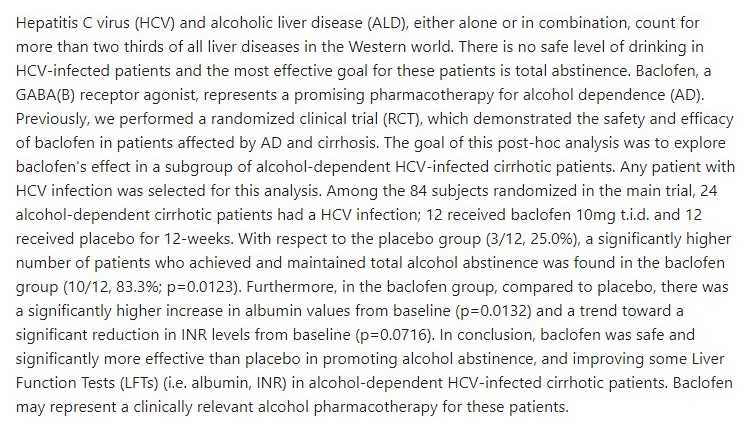 Hepatitis C virus (HCV) and alcoholic liver disease (ALD), either alone or in combination, count for
more than two thirds of all liver diseases in the Western world. There is no safe level of drinking in
HCV-infected patients and the most effective goal for these patients is total abstinence. Baclofen, a
GABA(B) receptor agonist, represents a promising pharmacotherapy for alcohol dependence (AD).
Previously, we performed a randomized clinical trial (RCT), which demonstrated the safety and efficacy
of baclofen in patients affected by AD and cirrhosis. The goal of this post-hoc analysis was to explore
baclofen's effect in a subgroup of alcohol-dependent HCV-infected cirrhotic patients. Any patient with
HCV infection was selected for this analysis. Among the 84 subjects randomized in the main trial, 24
alcohol-dependent cirrhotic patients had a HCV infection; 12 received baclofen 10mg t.i.d. and 12
received placebo for 12-weeks. With respect to the placebo group (3/12, 25.0%), a significantly higher
number of patients who achieved and maintained total alcohol abstinence was found in the baclofen
group (10/12, 83.3%; p=0.0123). Furthermore, in the baclofen group, compared to placebo, there was
a significantly higher increase in albumin values from baseline (p=0.0132) and a trend toward a
significant reduction in INR levels from baseline (p=0.0716). In conclusion, baclofen was safe and
significantly more effective than placebo in promoting alcohol abstinence, and improving some Liver
Function Tests (LFTs) (i.e. albumin, INR) in alcohol-dependent HCV-infected cirrhotic patients. Baclofen
may represent a clinically relevant alcohol pharmacotherapy for these patients.